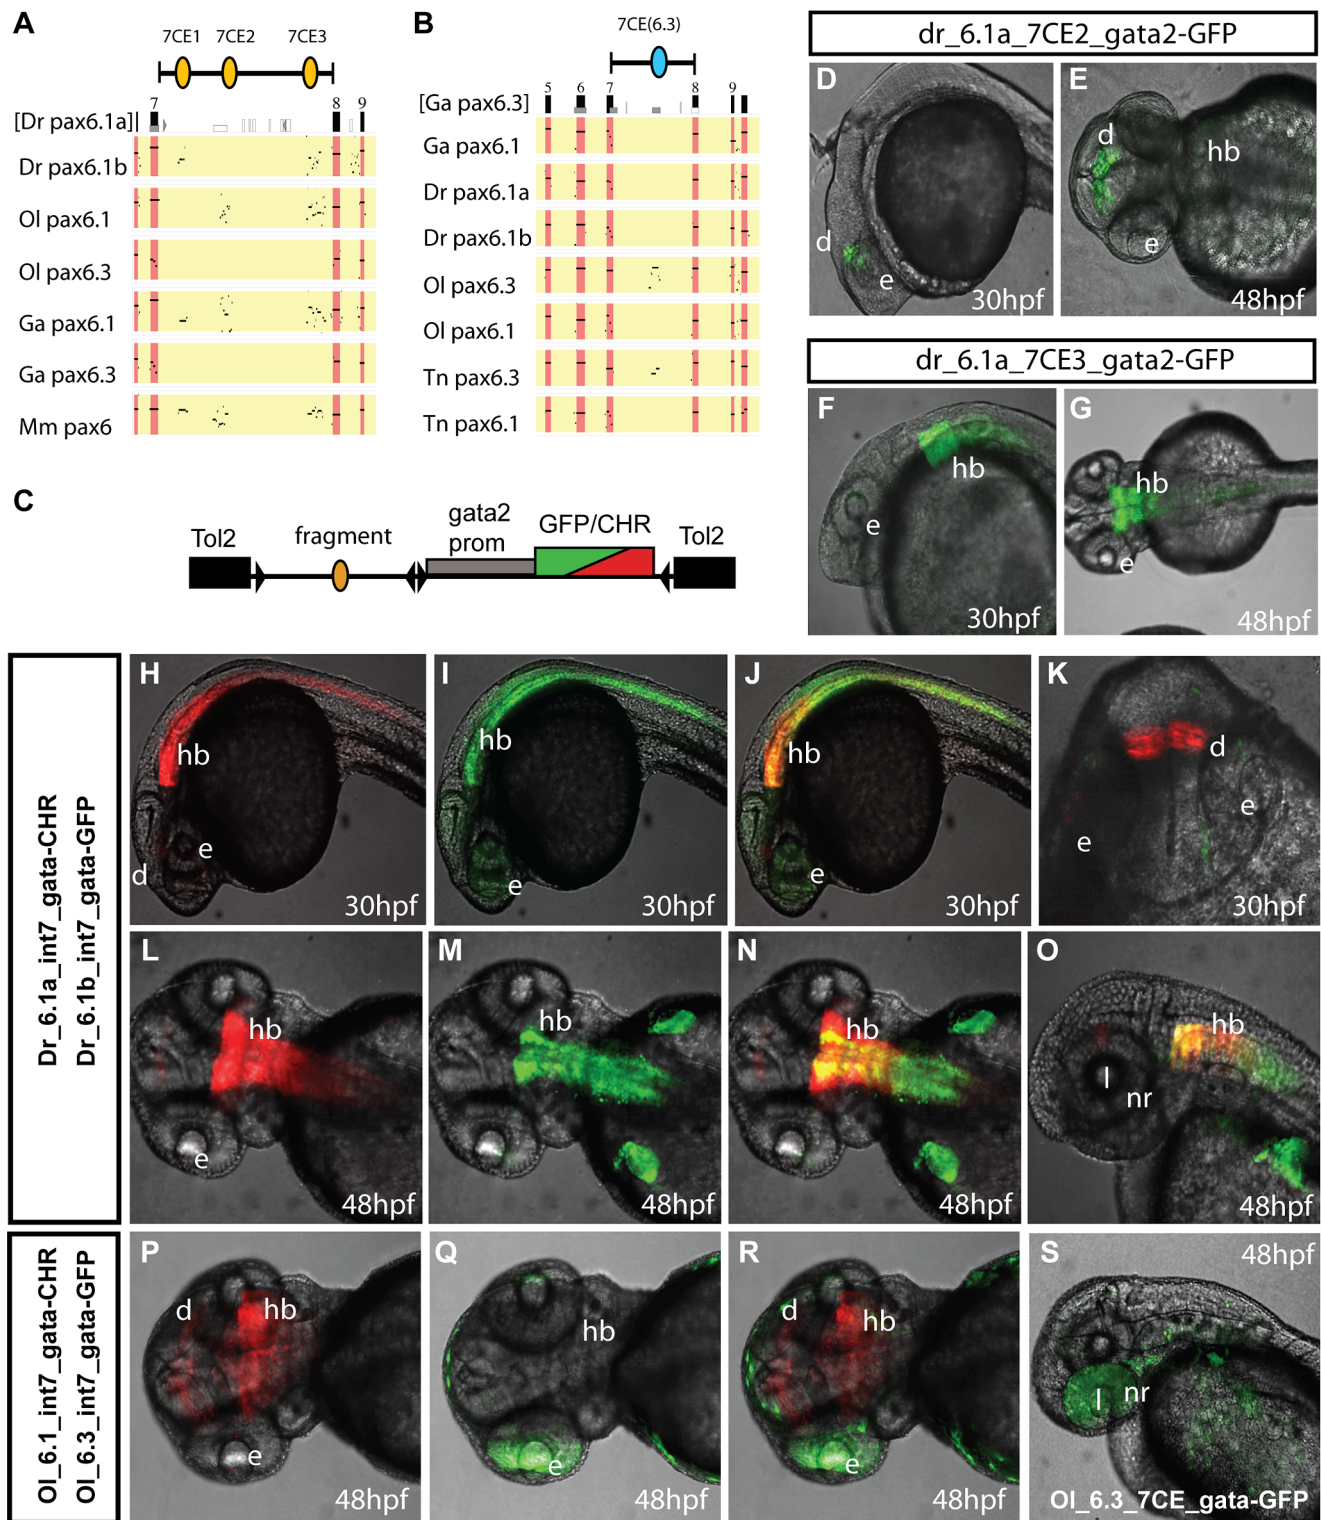 A
7CE1 7CE2 7CE3
7 8 9
[Dr pax6.1a]
Dr pax6.1b
Ol pax6.1
Ol pax6.3
Ga pax6.1
Ga pax6.3
Mm pax6
B
7CE(6.3)
5 6 7 8 9
[Ga pax6.3]
Ga pax6.1
Dr pax6.1a
Dr pax6.1b
Ol pax6.3
Ol pax6.1
Tn pax6.3
Tn pax6.1
C
Tol2
fragment
gata2
prom
GFP/CHR
Tol2
dr_6.1a_7CE2_gata2-GFP
D
d
e
30hpf
E
d
hb
e
48hpf
dr_6.1a_7CE3_gata2-GFP
F
hb
e
30hpf
G
hb
e
48hpf
Dr_6.1a_int7_gata-CHR
Dr_6.1b_int7_gata-GFP
H
hb
e
d
30hpf
I
hb
e
30hpf
J
hb
e
30hpf
K
d
e
e
30hpf
L
hb
e
48hpf
M
hb
48hpf
N
hb
48hpf
O
hb
l
nr
48hpf
Ol_6.1_int7_gata-CHR
Ol_6.3_int7_gata-GFP
P
d
hb
e
48hpf
Q
hb
e
48hpf
R
d
hb
e
48hpf
S
48hpf
l
nr
Ol_6.3_7CE_gata-GFP